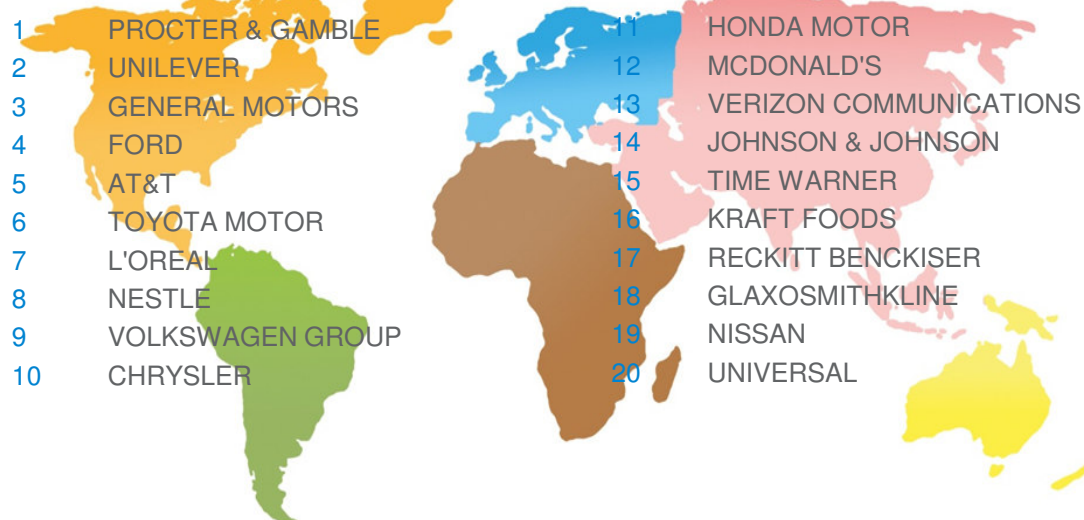 1 PROCTER & GAMBLE
2 UNILEVER
3 GENERAL MOTORS
4 FORD
5 AT&T
6 TOYOTA MOTOR
7 L'OREAL
8 NESTLE
9 VOLKSWAGEN GROUP
10 CHRYSLER
11 HONDA MOTOR
12 MCDONALD'S
13 VERIZON COMMUNICATIONS
14 JOHNSON & JOHNSON
15 TIME WARNER
16 KRAFT FOODS
17 RECKITT BENCKISER
18 GLAXOSMITHKLINE
19 NISSAN
20 UNIVERSAL